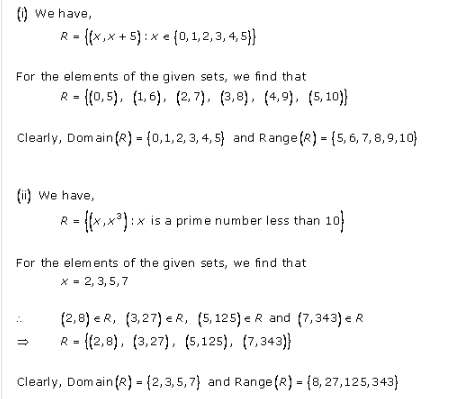 (i) We have,
R = {(x, x + 5) : x ∈ {0, 1, 2, 3, 4, 5}}
For the elements of the given sets, we find that
R = {(0, 5), (1, 6), (2, 7), (3, 8), (4, 9), (5, 10)}
Clearly, Domain(R) = {0, 1, 2, 3, 4, 5} and Range(R) = {5, 6, 7, 8, 9, 10}
(ii) We have,
R = {(x, x³) : x is a prime number less than 10}
For the elements of the given sets, we find that
x = 2, 3, 5, 7
∴ (2, 8) ∈ R, (3, 27) ∈ R, (5, 125) ∈ R and (7, 343) ∈ R
⇒ R = {(2, 8), (3, 27), (5, 125), (7, 343)}
Clearly, Domain(R) = {2, 3, 5, 7} and Range(R) = {8, 27, 125, 343}